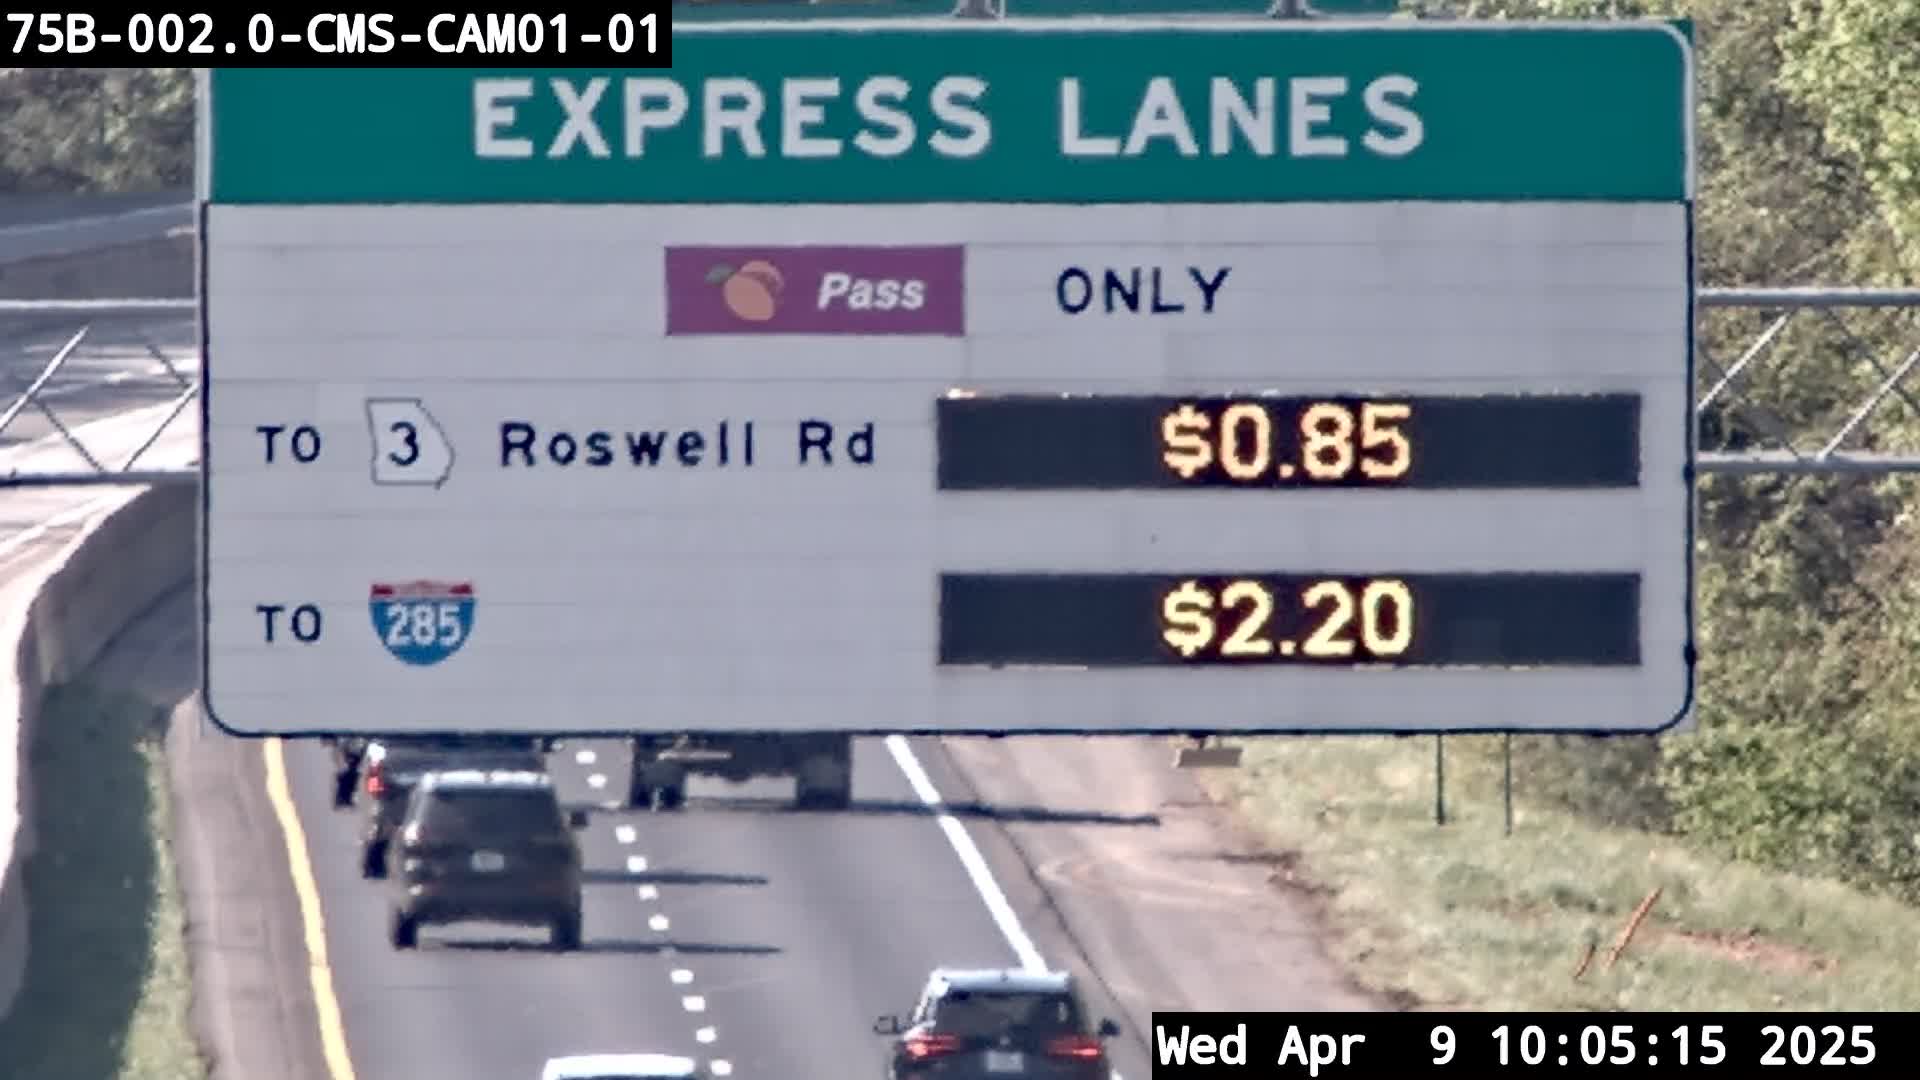 75B-002.0-CMS-CAM01-01
EXPRESS LANES
Pass ONLY
TO 3 Roswell Rd $0.85
TO 285 $2.20
Wed Apr 9 10:05:15 2025